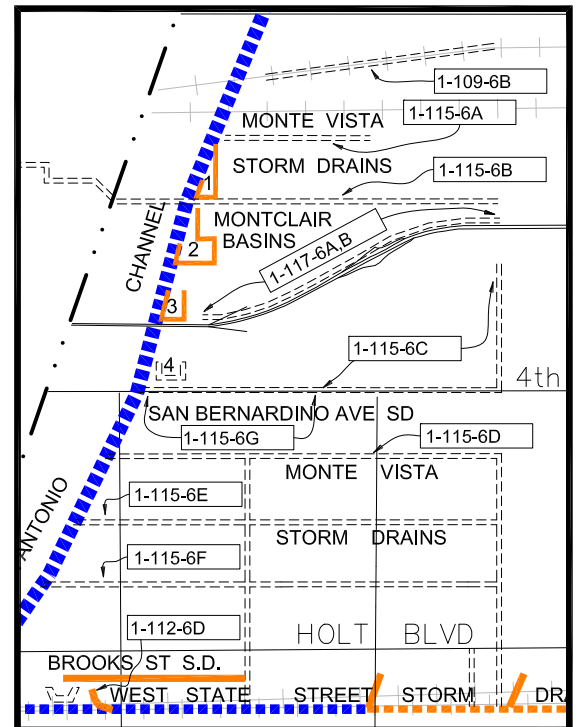 1-109-6B
MONTE VISTA
1-115-6A
STORM DRAINS
1-115-6B
1
MONTCLAIR
BASINS
CHANNEL
2
1-117-6A,B
3
4
1-115-6C
4th
SAN BERNARDINO AVE SD
1-115-6G
1-115-6D
MONTE VISTA
1-115-6E
ANTONIO
STORM DRAINS
1-115-6F
1-112-6D
HOLT BLVD
BROOKS ST S.D.
WEST STATE STREET STORM DRA